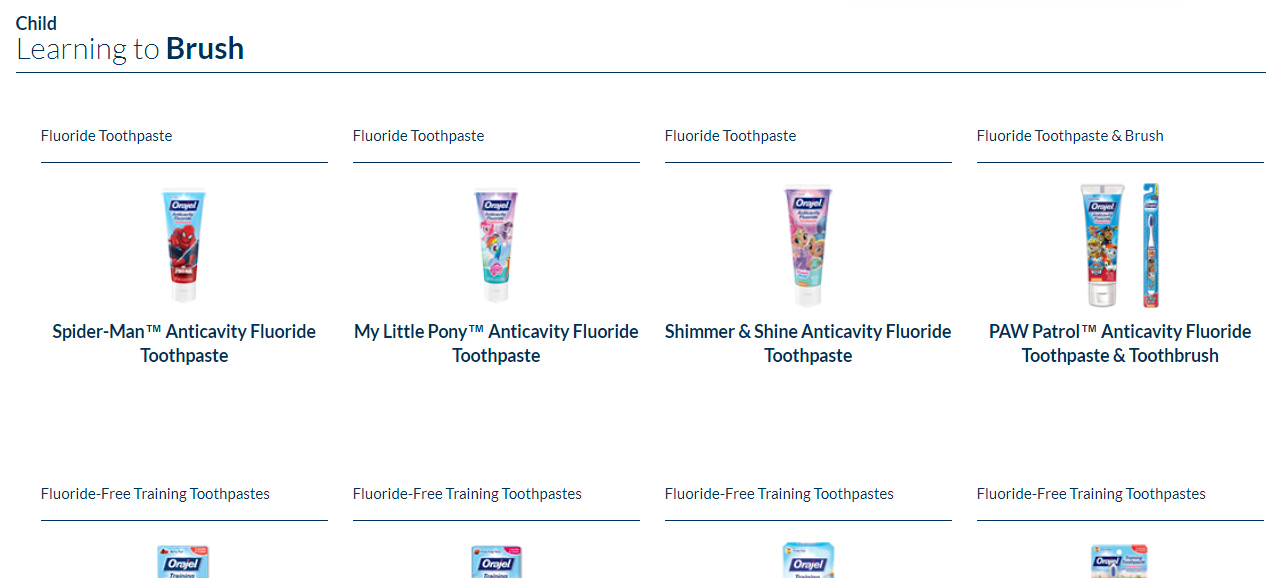 Child
Learning to Brush
Fluoride Toothpaste
Fluoride Toothpaste
Fluoride Toothpaste
Fluoride Toothpaste & Brush
Orajel
Anticavity
Fluoride
Orajel
Anticavity
Fluoride
Orajel
Anticavity
Fluoride
Orajel
Anticavity
Fluoride
Spider-Man™ Anticavity Fluoride
Toothpaste
My Little Pony™ Anticavity Fluoride
Toothpaste
Shimmer & Shine Anticavity Fluoride
Toothpaste
PAW Patrol™ Anticavity Fluoride
Toothpaste & Toothbrush
Fluoride-Free Training Toothpastes
Fluoride-Free Training Toothpastes
Fluoride-Free Training Toothpastes
Fluoride-Free Training Toothpastes
Orajel
Training
Orajel
Training
Orajel
Training
Orajel
Training
Toothpaste